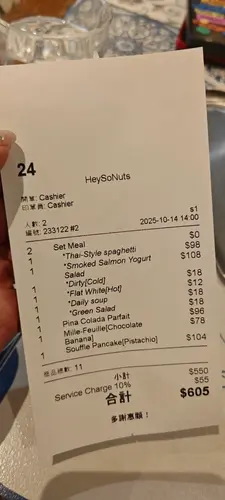 24
HeySoNuts
開單: Cashier
印單員: Cashier
s1
人數: 2 2025-10-14 14:00
編號: 233122 #2
2 Set Meal $0
1 *Thai-Style spaghetti $98
1 *Smoked Salmon Yogurt $108
Salad
1 *Dirty[Cold] $18
1 *Flat White[Hot] $12
1 *Daily soup $18
1 *Green Salad $18
1 Pina Colada Parfait $96
1 Mille-Feuille[Chocolate $78
Banana]
1 Souffle Pancake[Pistachio] $104
商品總數: 11
小計 $550
Service Charge 10% $55
合計 $605
多謝惠顧！